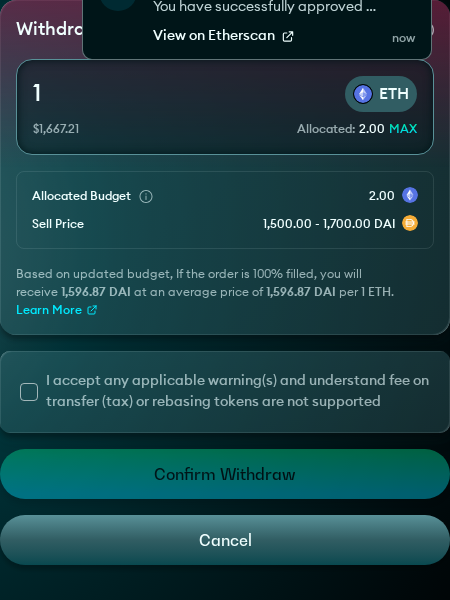 You have successfully approved ...
View on Etherscan
now
1
ETH
$1,667.21
Allocated: 2.00 MAX
Allocated Budget
2.00
Sell Price
1,500.00 - 1,700.00 DAI
Based on updated budget, If the order is 100% filled, you will
receive 1,596.87 DAI at an average price of 1,596.87 DAI per 1 ETH.
Learn More
I accept any applicable warning(s) and understand fee on
transfer (tax) or rebasing tokens are not supported
Confirm Withdraw
Cancel